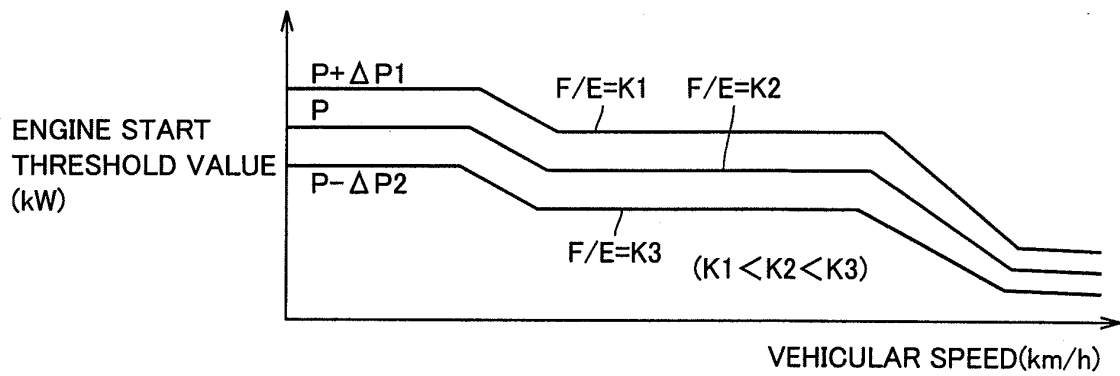 P+ΔP1
F/E=K1
F/E=K2
P
ENGINE START
THRESHOLD VALUE
(kW)
P-ΔP2
F/E=K3
(K1<K2<K3)
VEHICULAR SPEED(km/h)